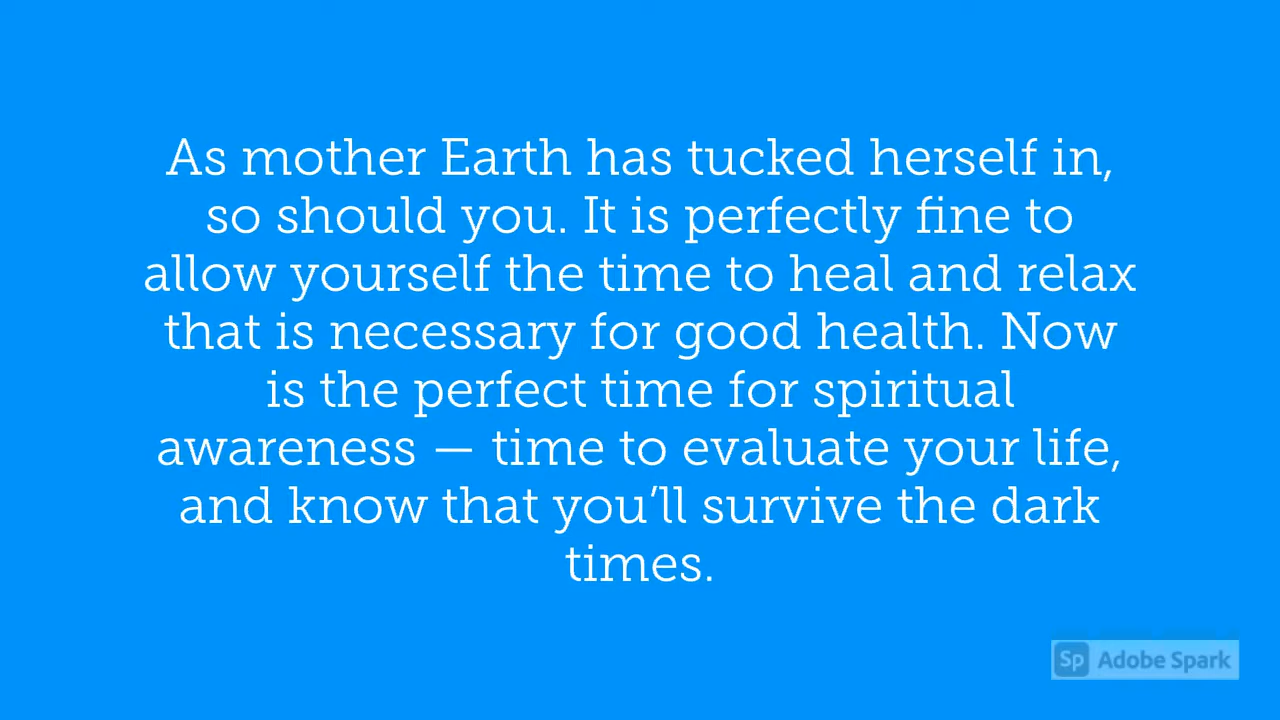 As mother Earth has tucked herself in,
so should you. It is perfectly fine to
allow yourself the time to heal and relax
that is necessary for good health. Now
is the perfect time for spiritual
awareness — time to evaluate your life,
and know that you’ll survive the dark
times.
Sp Adobe Spark